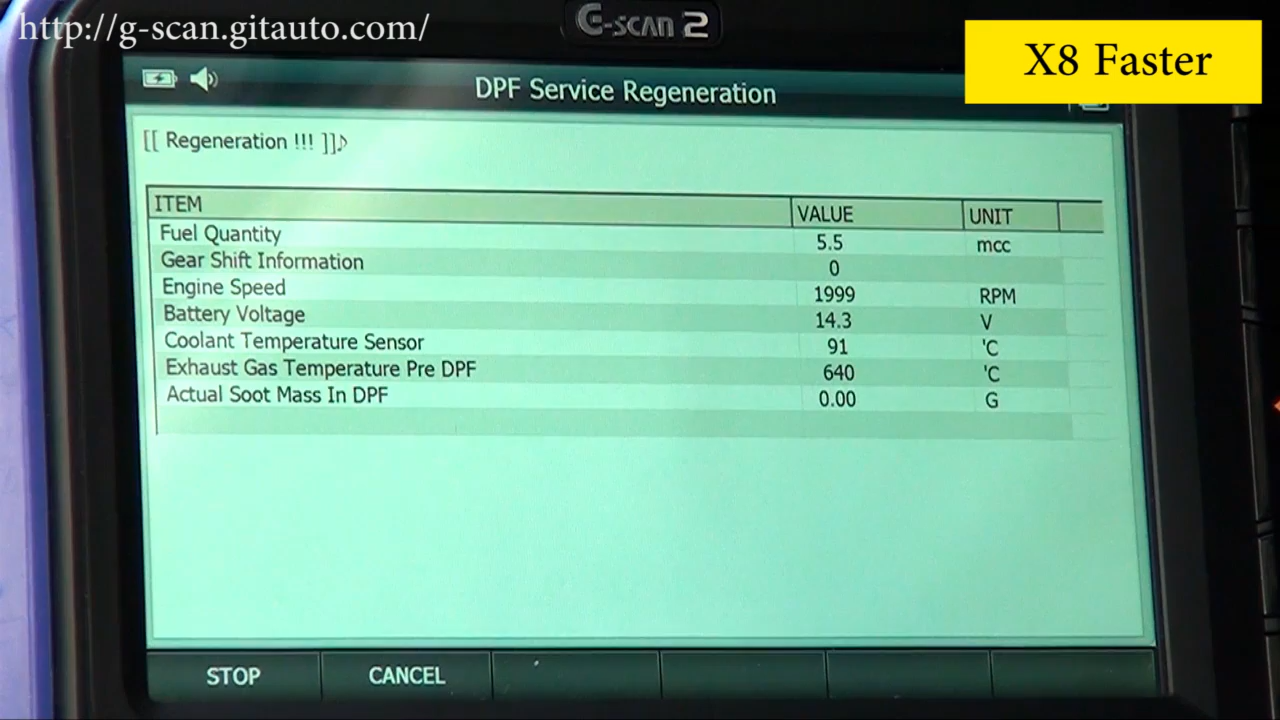 http://g-scan.gitauto.com/
G-scan 2
X8 Faster
DPF Service Regeneration
[[ Regeneration !!! ]]♪
ITEM VALUE UNIT
Fuel Quantity 5.5 mcc
Gear Shift Information 0
Engine Speed 1999 RPM
Battery Voltage 14.3 V
Coolant Temperature Sensor 91 'C
Exhaust Gas Temperature Pre DPF 640 'C
Actual Soot Mass In DPF 0.00 G
STOP CANCEL